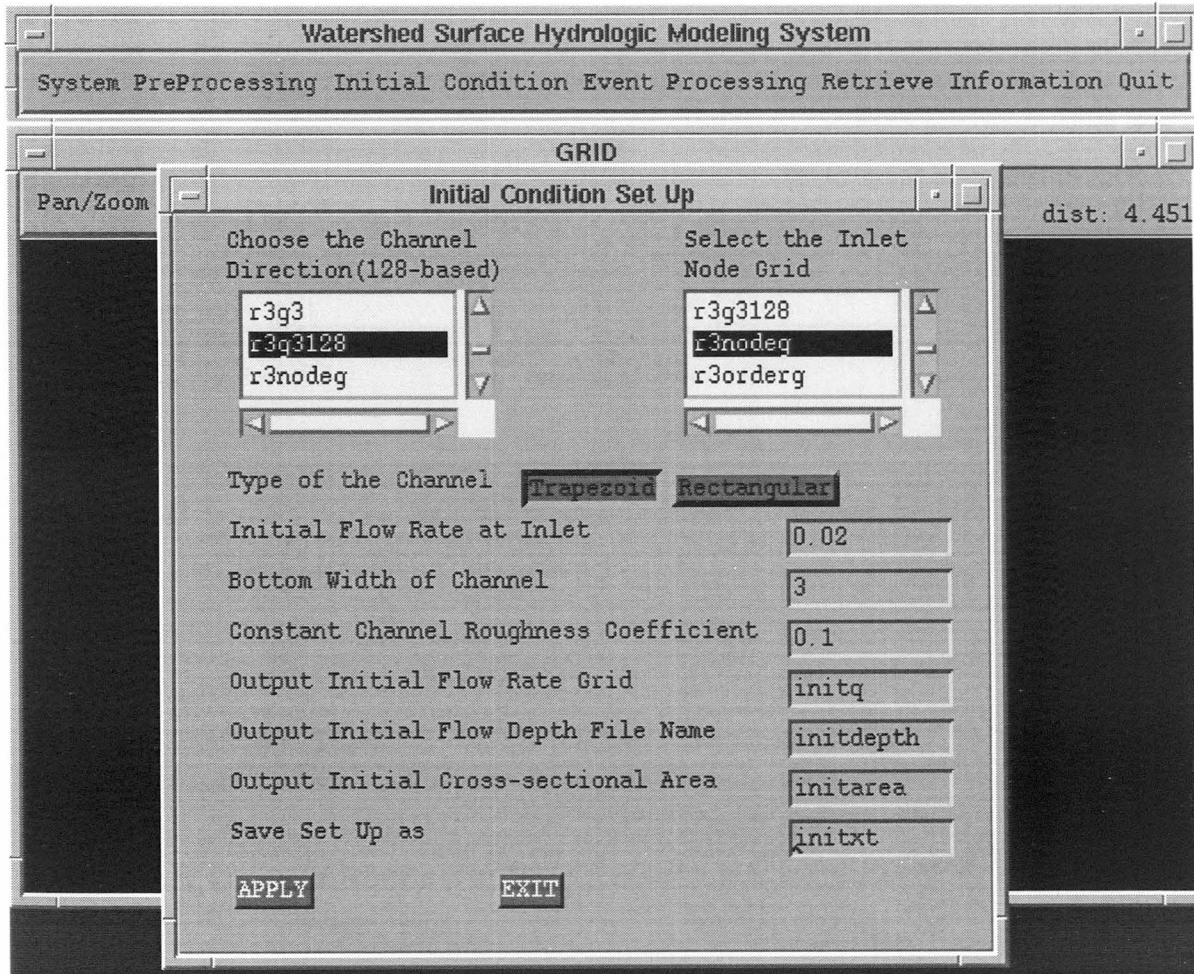 Watershed Surface Hydrologic Modeling System
System PreProcessing Initial Condition Event Processing Retrieve Information Quit
GRID
Pan/Zoom
dist: 4.451
Initial Condition Set Up
Choose the Channel
Direction(128-based)
r3g3
r3g3128
r3nodeg
Select the Inlet
Node Grid
r3g3128
r3nodeg
r3orderg
Type of the Channel Trapezoid Rectangular
Initial Flow Rate at Inlet 0.02
Bottom Width of Channel 3
Constant Channel Roughness Coefficient 0.1
Output Initial Flow Rate Grid initq
Output Initial Flow Depth File Name initdepth
Output Initial Cross-sectional Area initarea
Save Set Up as initxt
APPLY EXIT